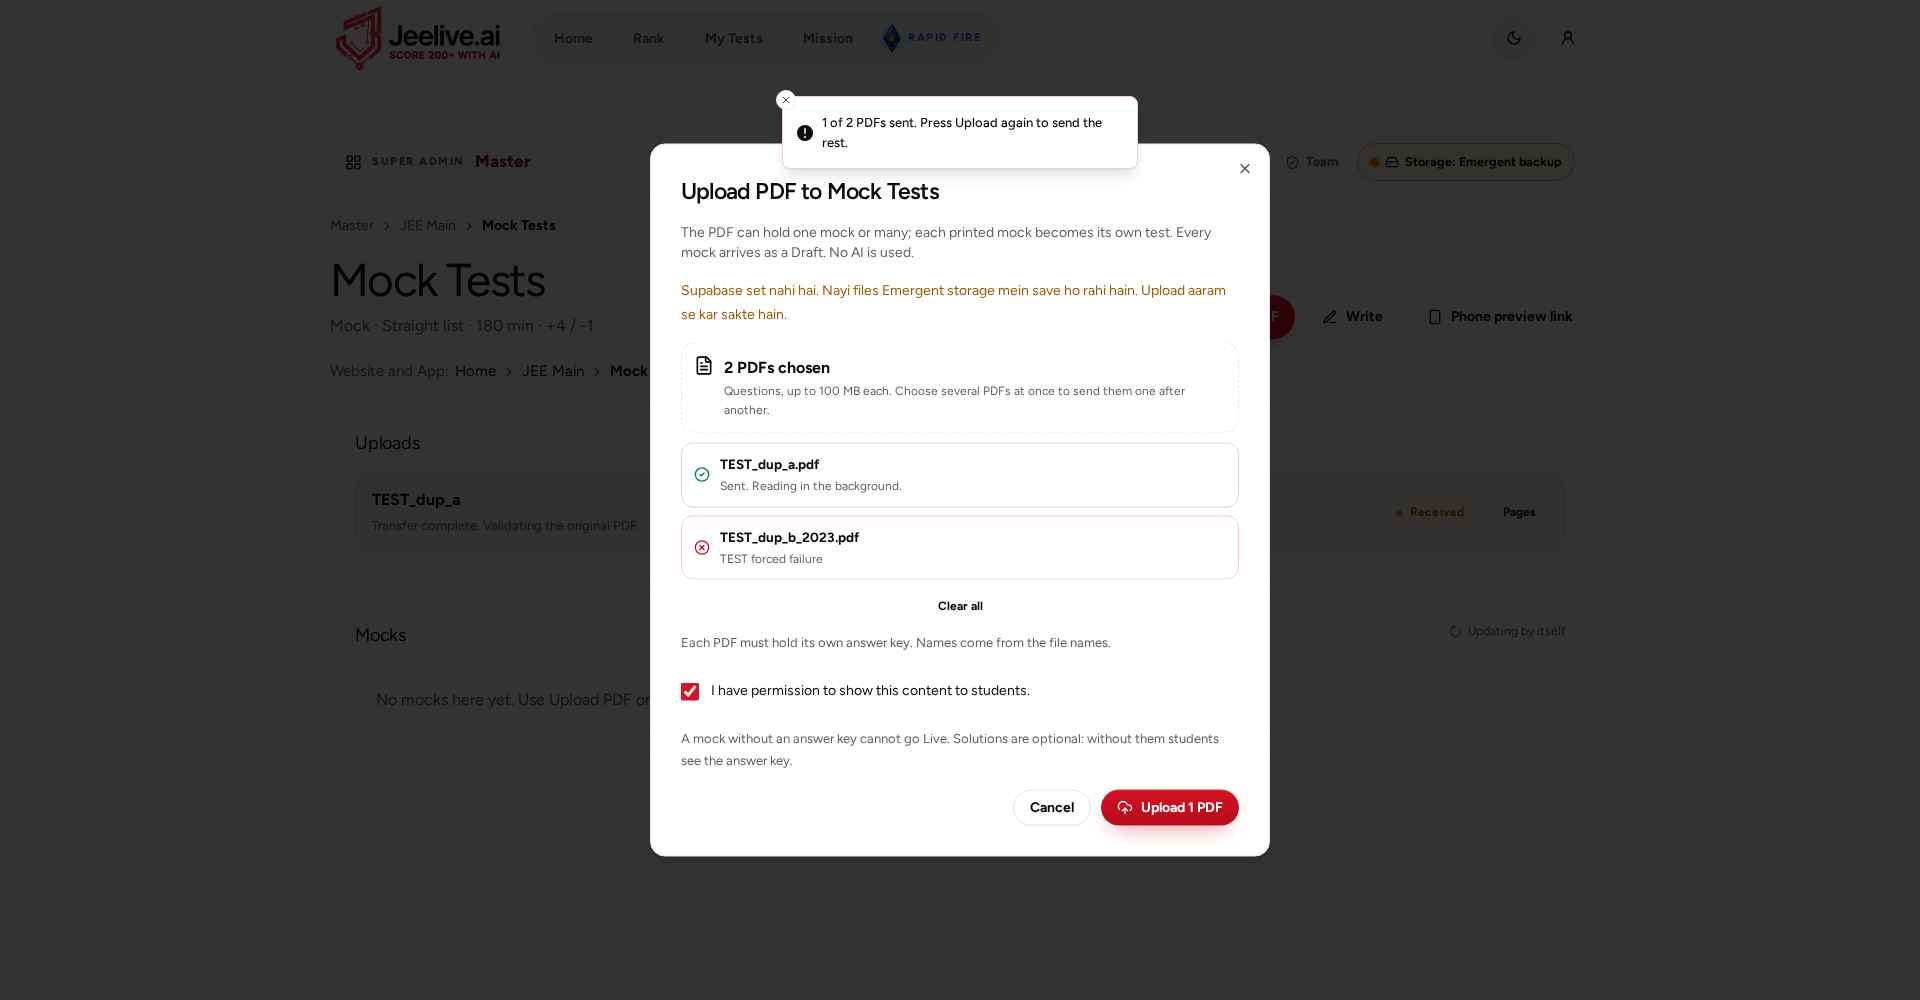 Jeelive.ai
SCORE 200+ WITH AI
Home
Rank
My Tests
Mission
RAPID FIRE
1 of 2 PDFs sent. Press Upload again to send the
rest.
SUPER ADMIN
Master
Team
Storage: Emergent backup
Master
JEE Main
Mock Tests
Mock Tests
Mock · Straight list · 180 min · +4 / -1
F
Write
Phone preview link
Website and App:
Home
JEE Main
Mock
Uploads
TEST_dup_a
Transfer complete. Validating the original PDF.
Received
Pages
Mocks
Updating by itself
No mocks here yet. Use Upload PDF or
Upload PDF to Mock Tests
The PDF can hold one mock or many; each printed mock becomes its own test. Every
mock arrives as a Draft. No AI is used.
Supabase set nahi hai. Nayi files Emergent storage mein save ho rahi hain. Upload aaram
se kar sakte hain.
2 PDFs chosen
Questions, up to 100 MB each. Choose several PDFs at once to send them one after
another.
TEST_dup_a.pdf
Sent. Reading in the background.
TEST_dup_b_2023.pdf
TEST forced failure
Clear all
Each PDF must hold its own answer key. Names come from the file names.
I have permission to show this content to students.
A mock without an answer key cannot go Live. Solutions are optional: without them students
see the answer key.
Cancel
Upload 1 PDF